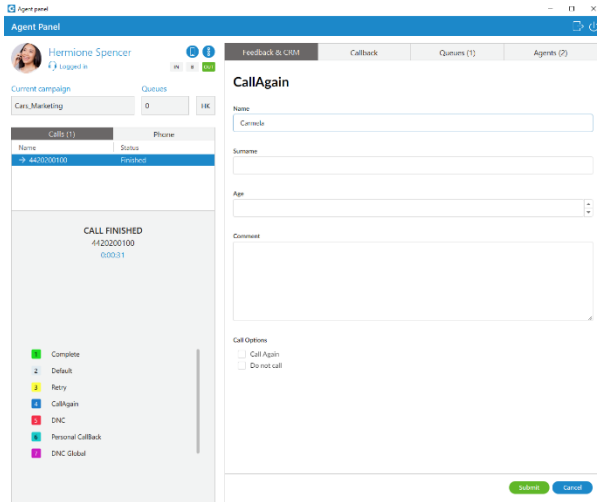 Agent panel
Agent Panel
Hermione Spencer
Logged in
IN
OUT
Current campaign
Queues
Cars_Marketing
0
HK
Calls (1)
Phone
Name
Status
4420200100
Finished
CALL FINISHED
4420200100
0:00:31
1 Complete
2 Default
3 Retry
4 CallAgain
5 DNC
6 Personal CallBack
7 DNC Global
Feedback & CRM
Callback
Queues (1)
Agents (2)
CallAgain
Name
Carmela
Surname
Age
Comment
Call Options
Call Again
Do not call
Submit
Cancel